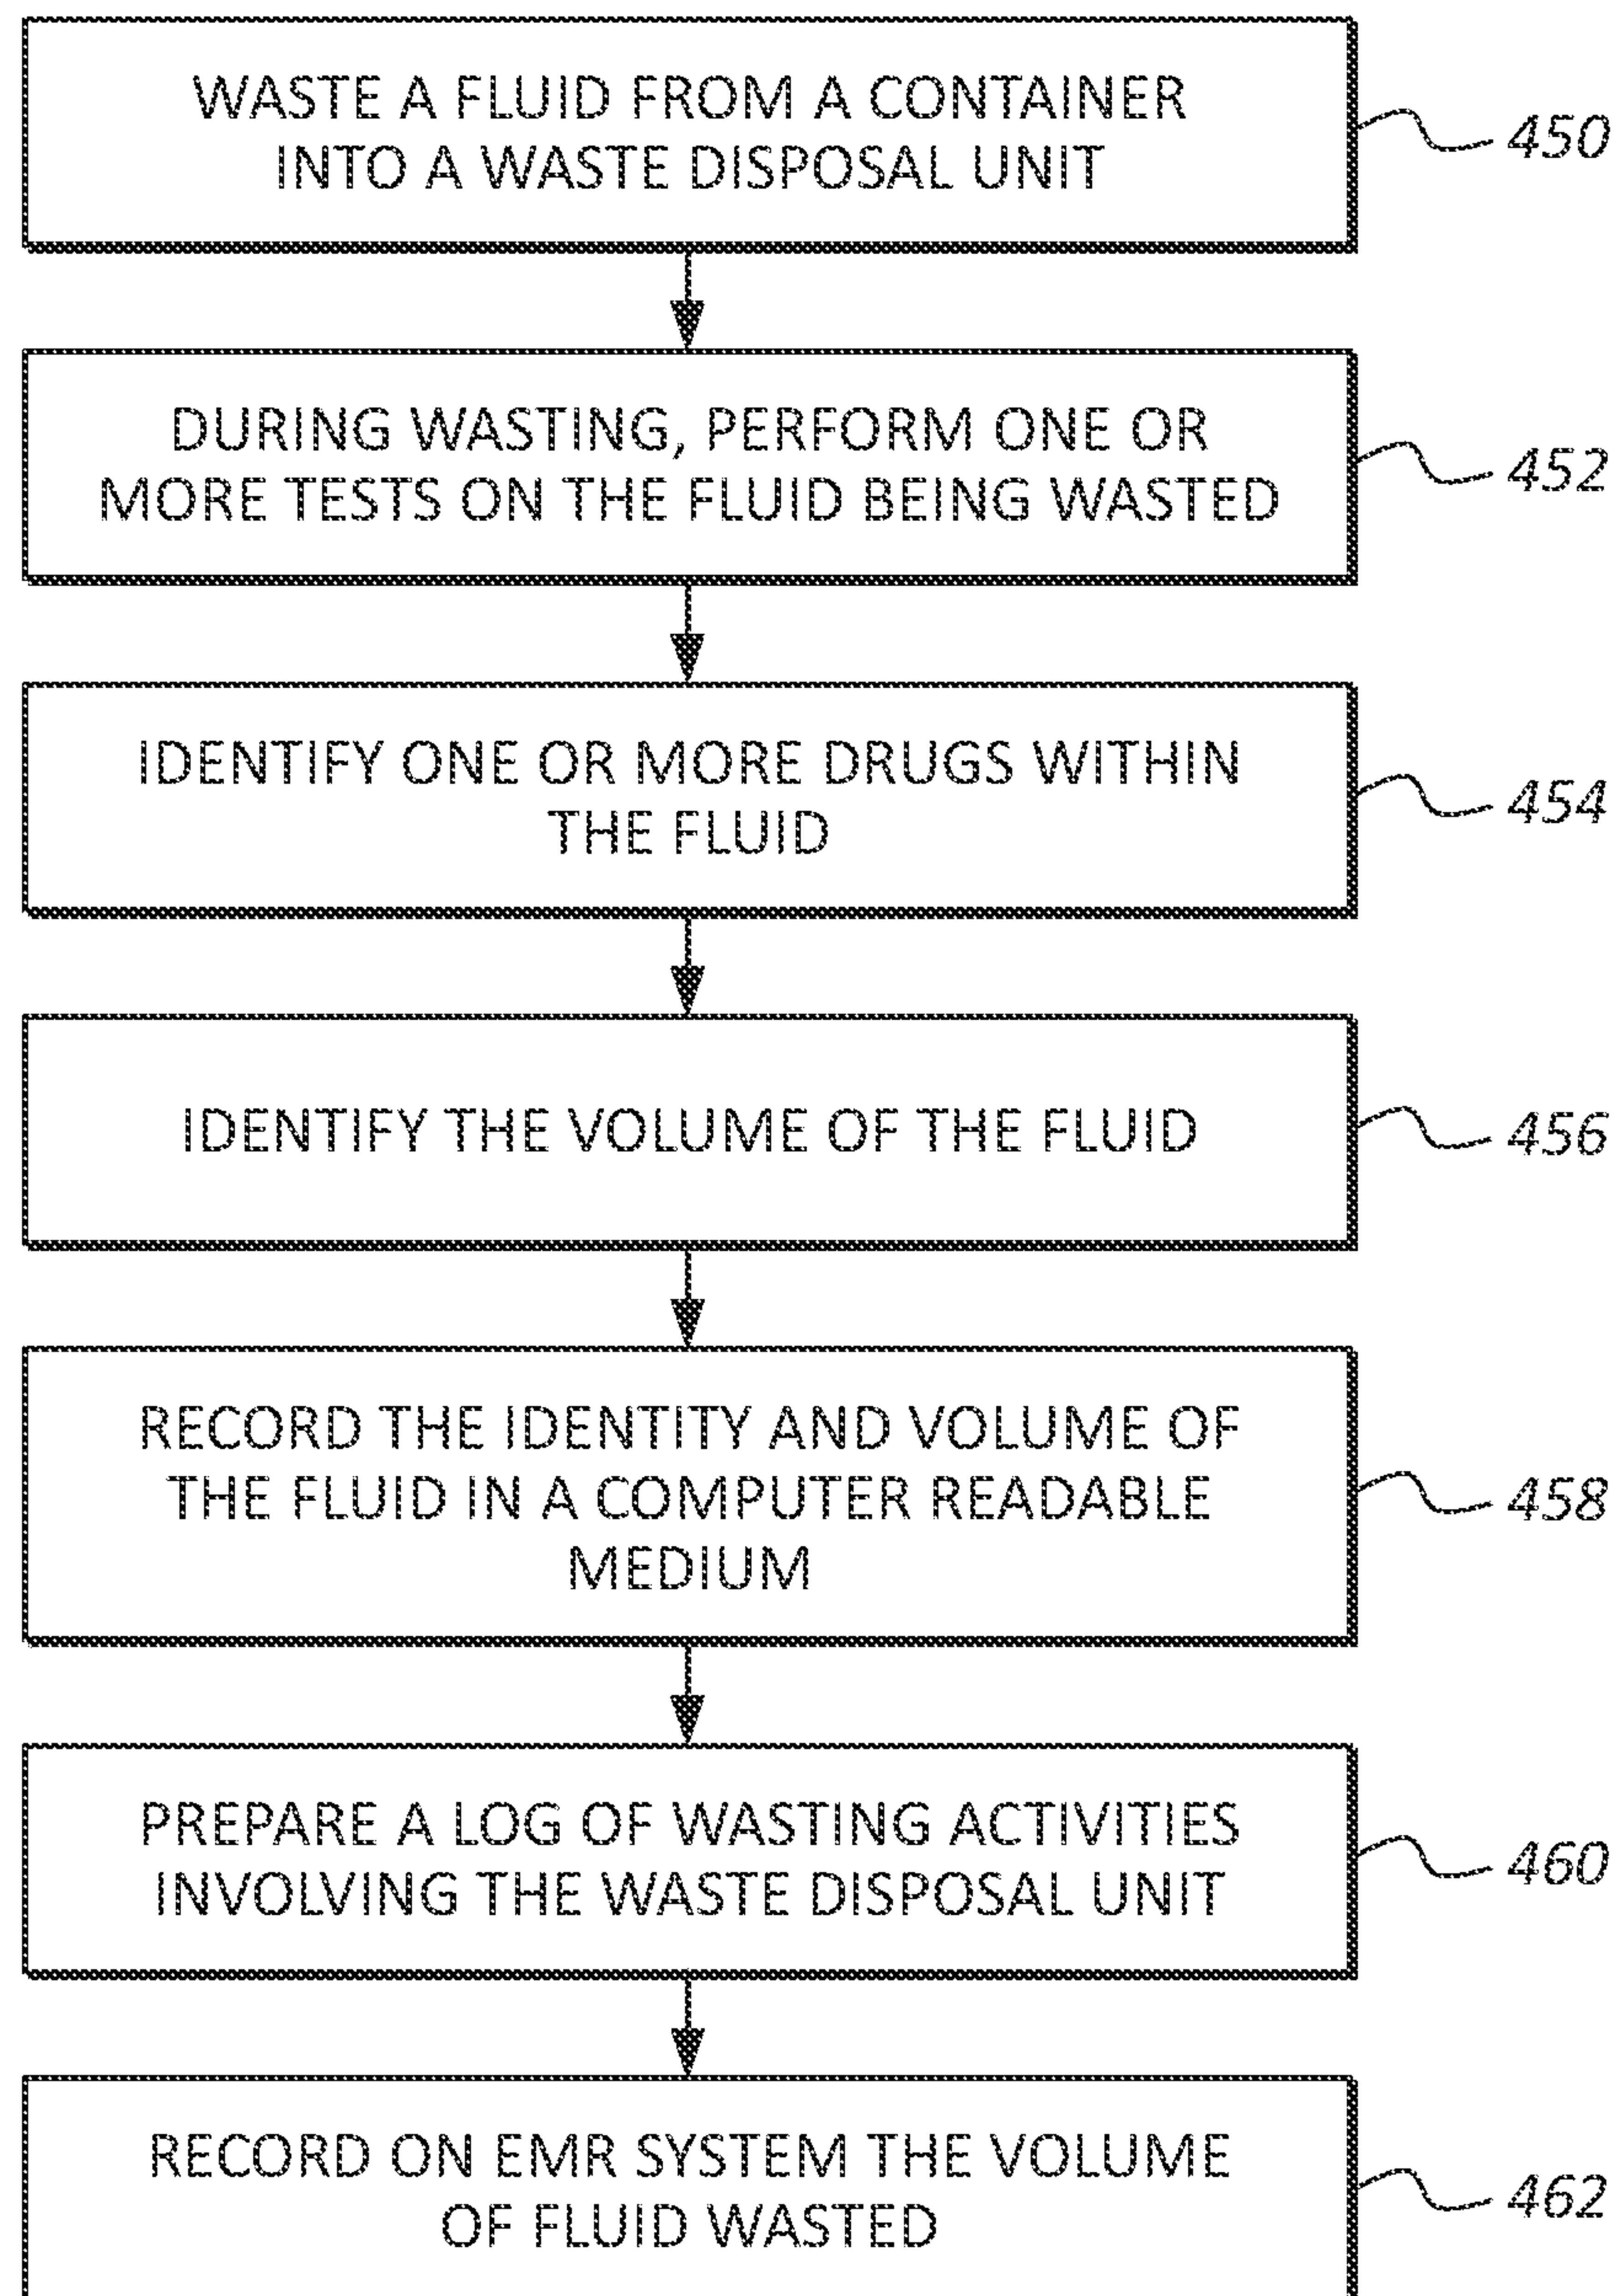 WASTE A FLUID FROM A CONTAINER
INTO A WASTE DISPOSAL UNIT
450
DURING WASTING, PERFORM ONE OR
MORE TESTS ON THE FLUID BEING WASTED
452
IDENTIFY ONE OR MORE DRUGS WITHIN
THE FLUID
454
IDENTIFY THE VOLUME OF THE FLUID
456
RECORD THE IDENTITY AND VOLUME OF
THE FLUID IN A COMPUTER READABLE
MEDIUM
458
PREPARE A LOG OF WASTING ACTIVITIES
INVOLVING THE WASTE DISPOSAL UNIT
460
RECORD ON EMR SYSTEM THE VOLUME
OF FLUID WASTED
462